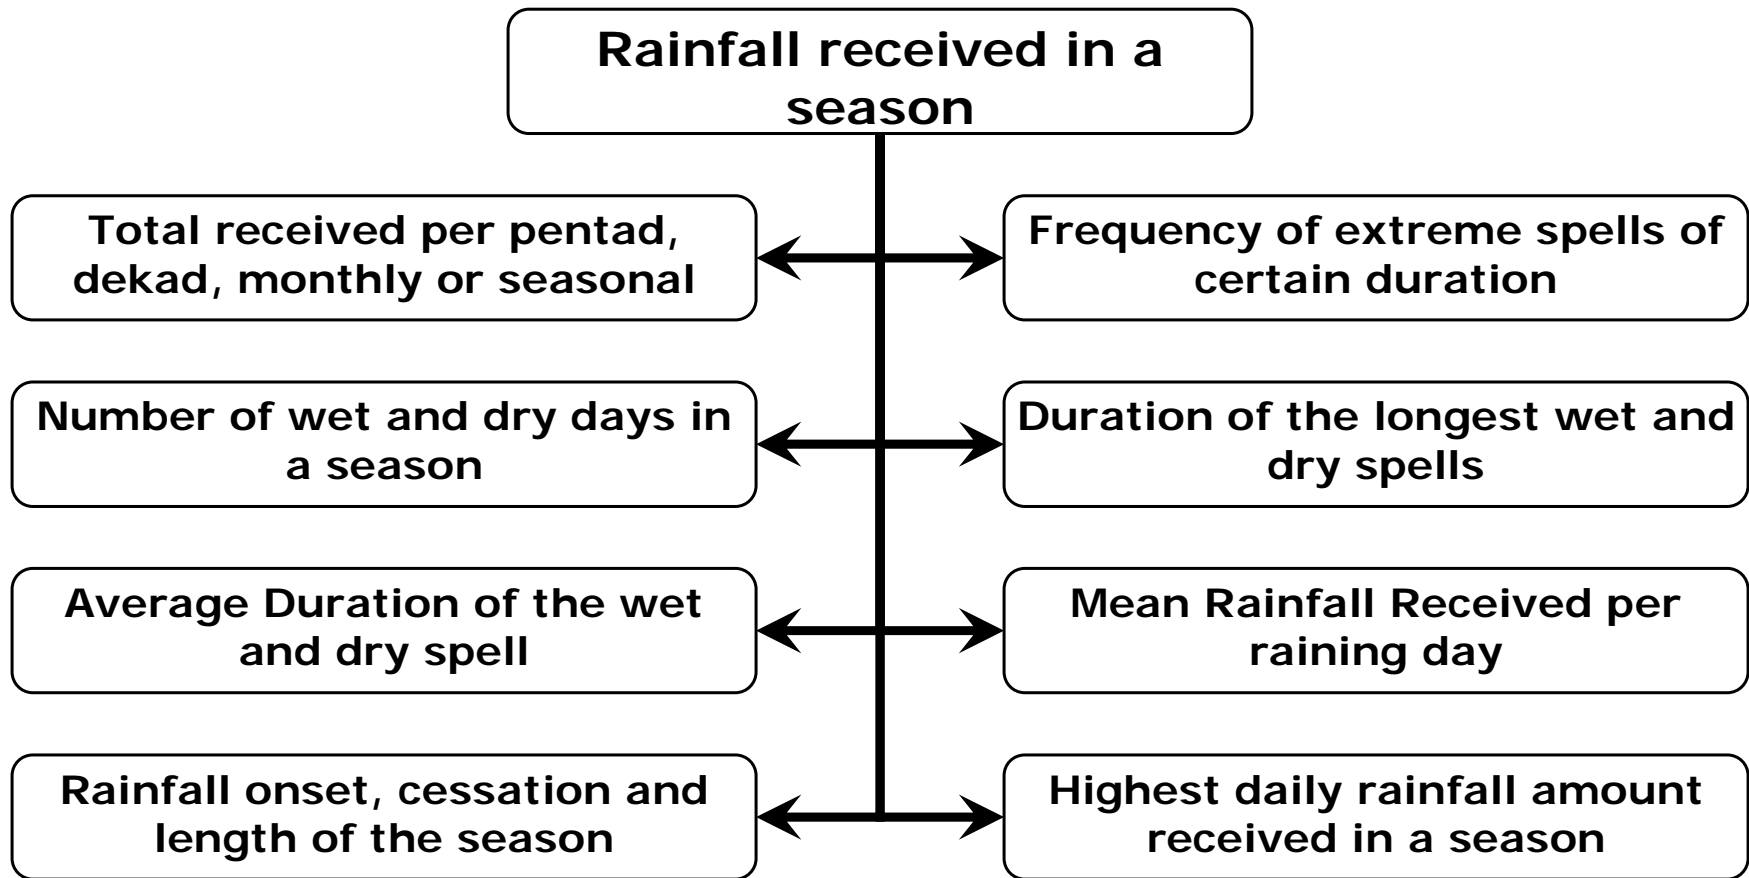 Rainfall received in a
season
Total received per pentad,
dekad, monthly or seasonal
Frequency of extreme spells of
certain duration
Number of wet and dry days in
a season
Duration of the longest wet and
dry spells
Average Duration of the wet
and dry spell
Mean Rainfall Received per
raining day
Rainfall onset, cessation and
length of the season
Highest daily rainfall amount
received in a season